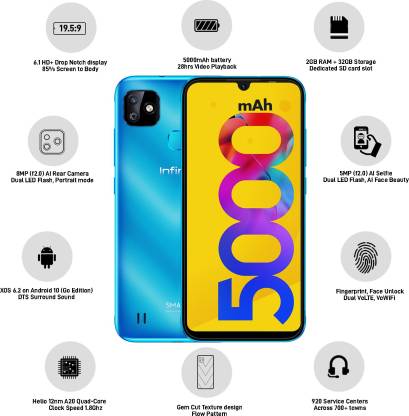 19.5:9
6.1 HD+ Drop Notch display
85% Screen to Body
5000mAh battery
28hrs Video Playback
2GB RAM + 32GB Storage
Dedicated SD card slot
mAh
5000
Infin
SMA
8MP (f2.0) AI Rear Camera
Dual LED Flash, Portrait mode
5MP (f2.0) AI Selfie
Dual LED Flash, AI Face Beauty
XOS 6.2 on Android 10 (Go Edition)
DTS Surround Sound
Fingerprint, Face Unlock
Dual VoLTE, VoWiFi
Helio 12nm A20 Quad-Core
Clock Speed 1.8Ghz
Gem Cut Texture design
Flow Pattern
920 Service Centers
Across 700+ towns